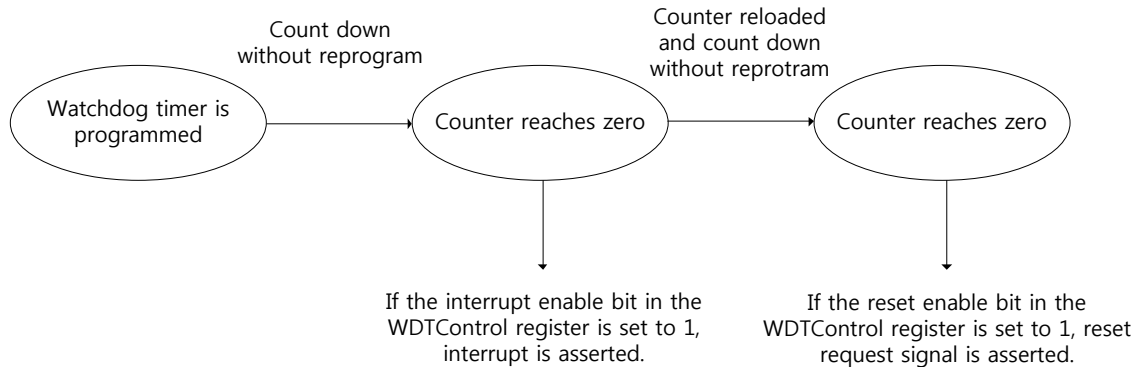 Count down
without reprogram
Counter reloaded
and count down
without reprotram
Watchdog timer is
programmed
Counter reaches zero
Counter reaches zero
If the interrupt enable bit in the
WDTControl register is set to 1,
interrupt is asserted.
If the reset enable bit in the
WDTControl register is set to 1, reset
request signal is asserted.